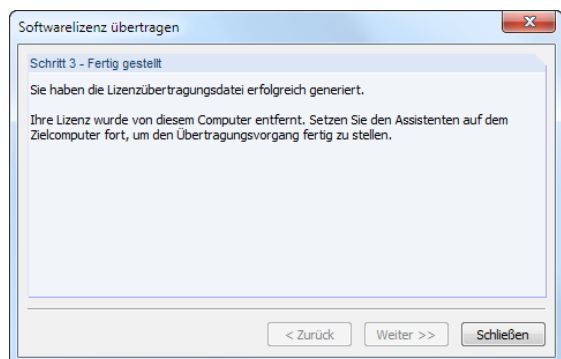 Softwarelizenz übertragen
Schritt 3 - Fertig gestellt
Sie haben die Lizenzübertragungsdatei erfolgreich generiert.
Ihre Lizenz wurde von diesem Computer entfernt. Setzen Sie den Assistenten auf dem
Zielcomputer fort, um den Übertragungsvorgang fertig zu stellen.
< Zurück
Weiter >>
Schließen